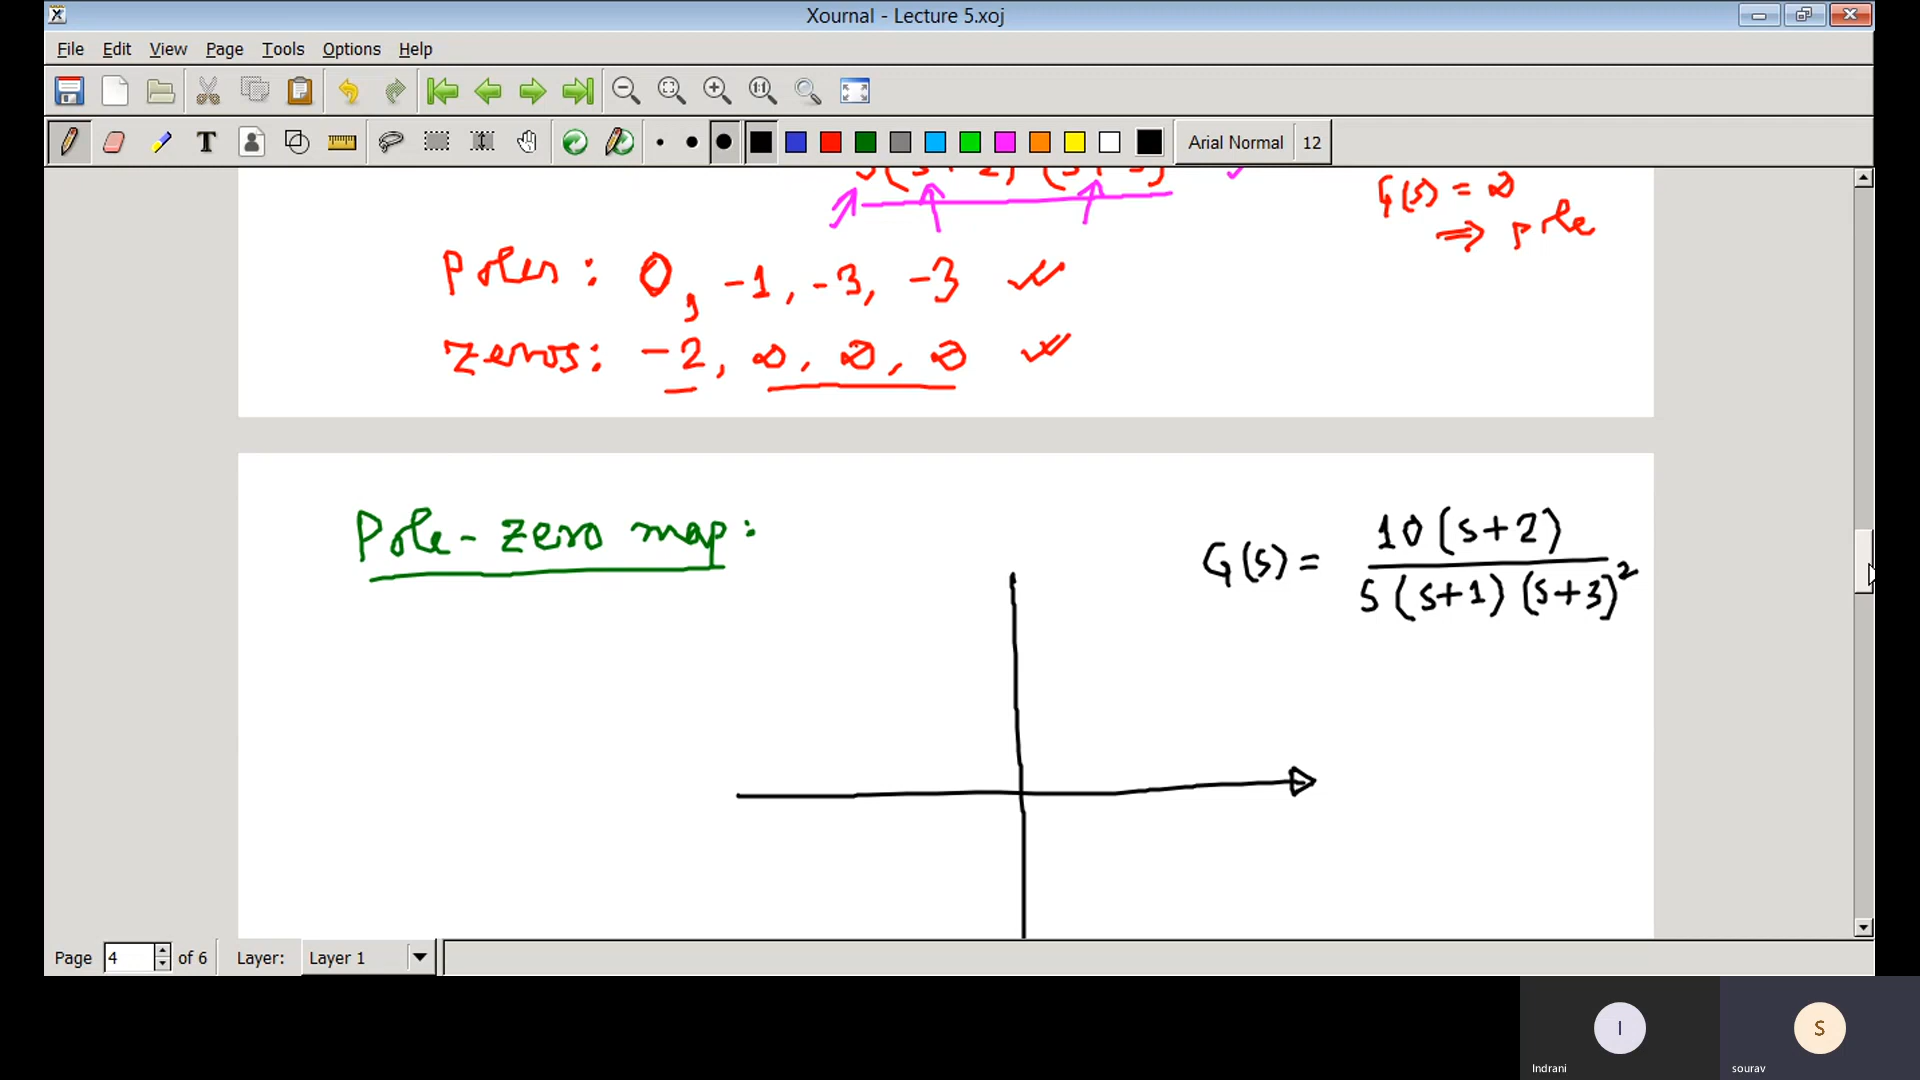 Xournal - Lecture 5.xoj
File Edit View Page Tools Options Help
Arial Normal 12
G(s) = ∞
⇒ pole
Poles: 0, -1, -3, -3 ✓✓
Zeros: -2, ∞, ∞, ∞ ✓✓
Pole-zero map:
G(s) = 10(s+2)
s(s+1)(s+3)²
Page 4 of 6 Layer: Layer 1
I
S
Indrani
sourav